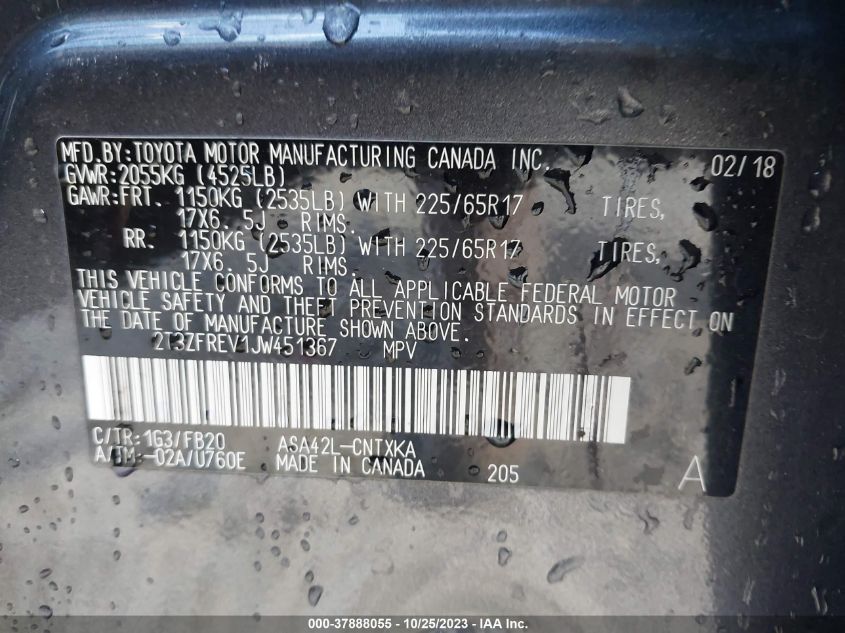 MFD.BY:TOYOTA MOTOR MANUFACTURING CANADA INC. 02/18
GVWR:2055KG (4525LB)
GAWR:FRT. 1150KG (2535LB) WITH 225/65R17 TIRES,
17X6. 5J RIMS.
RR. 1150KG (2535LB) WITH 225/65R17 TIRES,
17X6. 5J RIMS.
THIS VEHICLE CONFORMS TO ALL APPLICABLE FEDERAL MOTOR
VEHICLE SAFETY AND THEFT PREVENTION STANDARDS IN EFFECT ON
THE DATE OF MANUFACTURE SHOWN ABOVE.
2T3ZFREV1JW451367 MPV
C/TR:1G3/FB20 ASA42L-CNTXKA
A/TM:-02A/U760E MADE IN CANADA 205 A
000-37888055 - 10/25/2023 - IAA Inc.